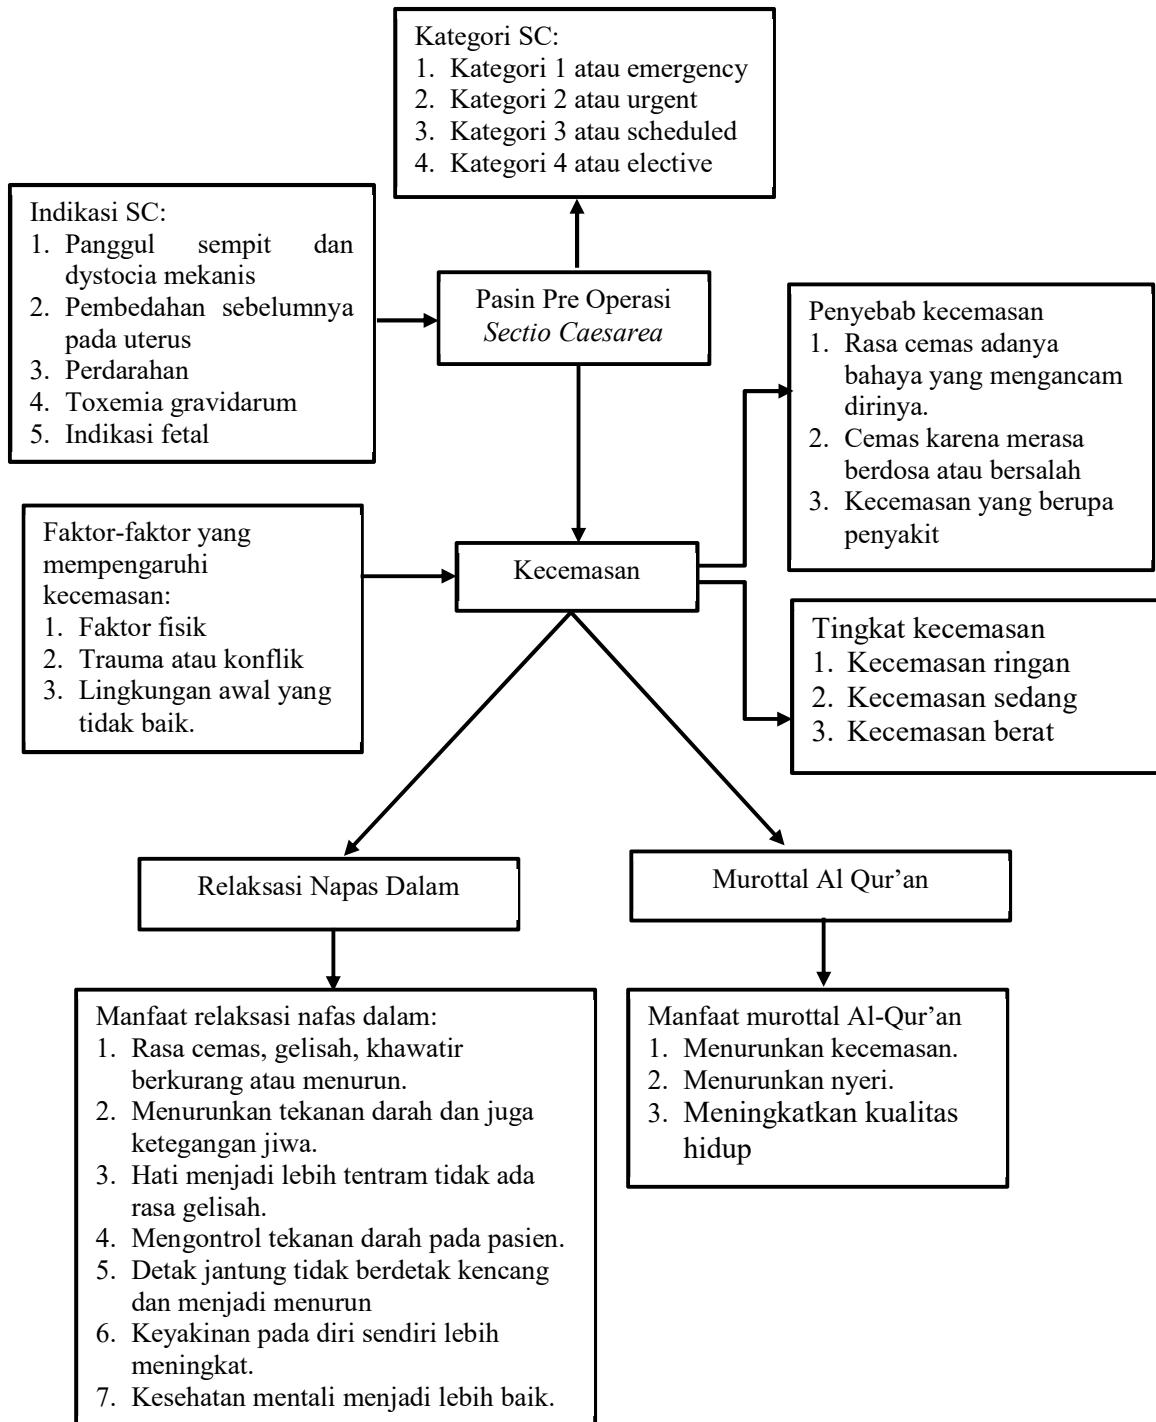 Kategori SC:
1. Kategori 1 atau emergency
2. Kategori 2 atau urgent
3. Kategori 3 atau scheduled
4. Kategori 4 atau elective
Indikasi SC:
1. Panggul sempit dan
dystocia mekanis
2. Pembedahan sebelumnya
pada uterus
3. Perdarahan
4. Toxemia gravidarum
5. Indikasi fetal
Pasin Pre Operasi
Sectio Caesarea
Penyebab kecemasan
1. Rasa cemas adanya
bahaya yang mengancam
dirinya.
2. Cemas karena merasa
berdosa atau bersalah
3. Kecemasan yang berupa
penyakit
Faktor-faktor yang
mempengaruhi
kecemasan:
1. Faktor fisik
2. Trauma atau konflik
3. Lingkungan awal yang
tidak baik.
Kecemasan
Tingkat kecemasan
1. Kecemasan ringan
2. Kecemasan sedang
3. Kecemasan berat
Relaksasi Napas Dalam
Murottal Al Qur’an
Manfaat relaksasi nafas dalam:
1. Rasa cemas, gelisah, khawatir
berkurang atau menurun.
2. Menurunkan tekanan darah dan juga
ketegangan jiwa.
3. Hati menjadi lebih tentram tidak ada
rasa gelisah.
4. Mengontrol tekanan darah pada pasien.
5. Detak jantung tidak berdetak kencang
dan menjadi menurun
6. Keyakinan pada diri sendiri lebih
meningkat.
7. Kesehatan mentali menjadi lebih baik.
Manfaat murottal Al-Qur’an
1. Menurunkan kecemasan.
2. Menurunkan nyeri.
3. Meningkatkan kualitas
hidup